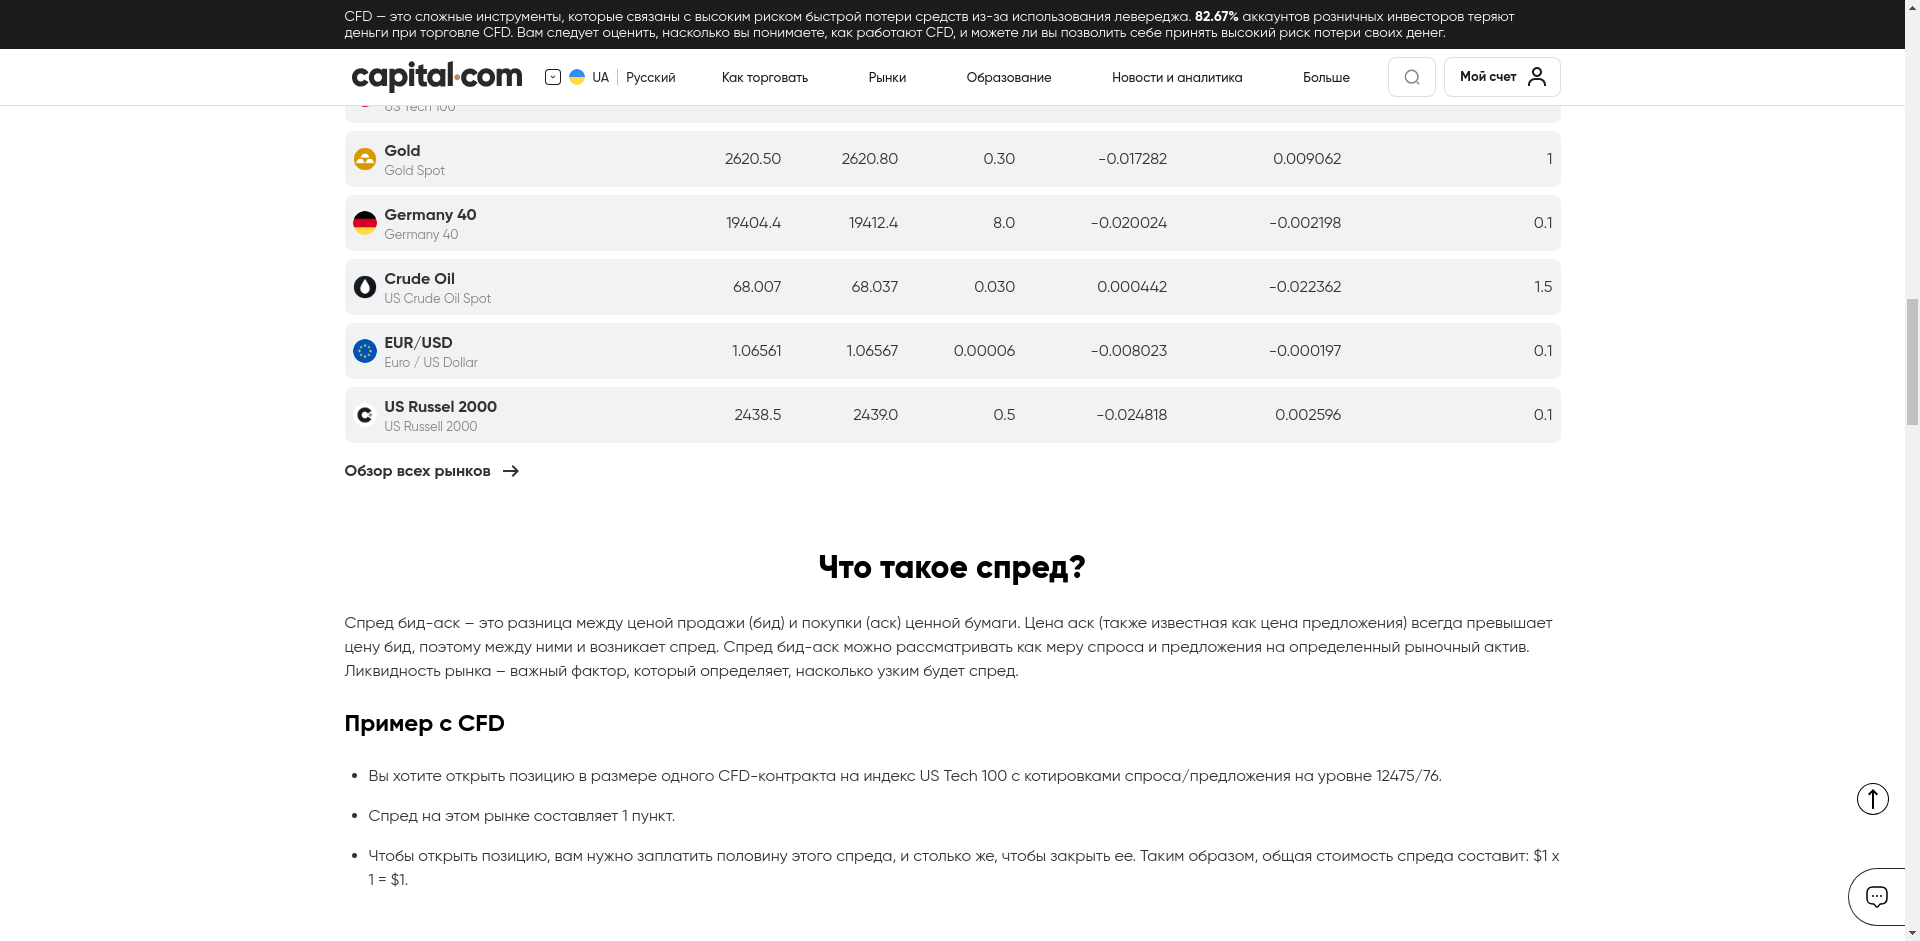 CFD — это сложные инструменты, которые связаны с высоким риском быстрой потери средств из-за использования левереджа. 82.67% аккаунтов розничных инвесторов теряют
деньги при торговле CFD. Вам следует оценить, насколько вы понимаете, как работают CFD, и можете ли вы позволить себе принять высокий риск потери своих денег.
capital.com UA Русский Как торговать Рынки Образование Новости и аналитика Больше Мой счет
US Tech 100
Gold
Gold Spot
2620.50 2620.80 0.30 -0.017282 0.009062 1
Germany 40
Germany 40
19404.4 19412.4 8.0 -0.020024 -0.002198 0.1
Crude Oil
US Crude Oil Spot
68.007 68.037 0.030 0.000442 -0.022362 1.5
EUR/USD
Euro / US Dollar
1.06561 1.06567 0.00006 -0.008023 -0.000197 0.1
US Russel 2000
US Russell 2000
2438.5 2439.0 0.5 -0.024818 0.002596 0.1
Обзор всех рынков
Что такое спред?
Спред бид-аск – это разница между ценой продажи (бид) и покупки (аск) ценной бумаги. Цена аск (также известная как цена предложения) всегда превышает
цену бид, поэтому между ними и возникает спред. Спред бид-аск можно рассматривать как меру спроса и предложения на определенный рыночный актив.
Ликвидность рынка – важный фактор, который определяет, насколько узким будет спред.
Пример с CFD
• Вы хотите открыть позицию в размере одного CFD-контракта на индекс US Tech 100 с котировками спроса/предложения на уровне 12475/76.
• Спред на этом рынке составляет 1 пункт.
• Чтобы открыть позицию, вам нужно заплатить половину этого спреда, и столько же, чтобы закрыть ее. Таким образом, общая стоимость спреда составит: $1 x
1 = $1.